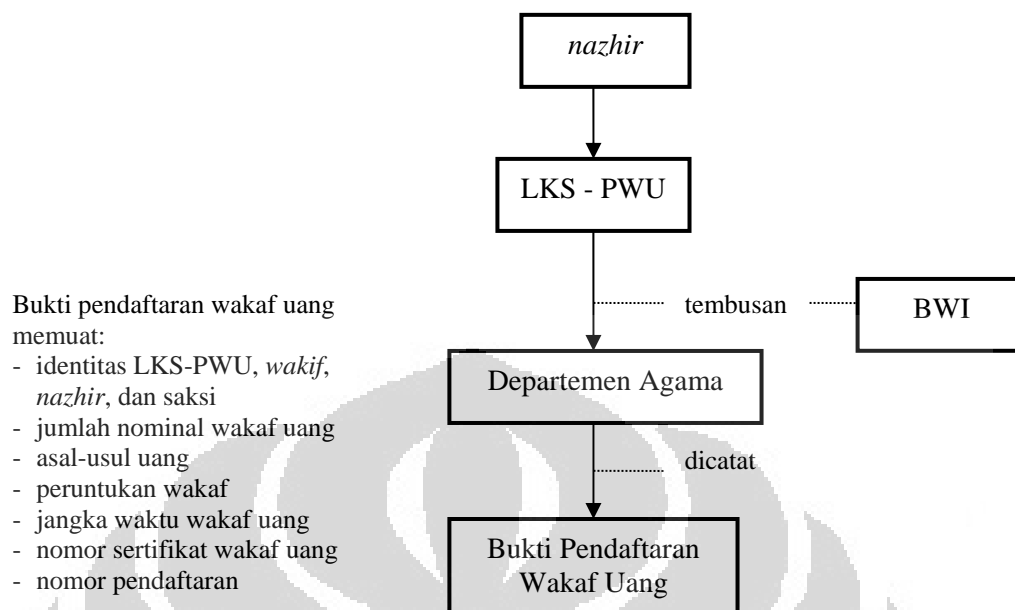 nazhir
LKS - PWU
tembusan
BWI
Departemen Agama
dicatat
Bukti Pendaftaran
Wakaf Uang
Bukti pendaftaran wakaf uang
memuat:
- identitas LKS-PWU, wakif,
nazhir, dan saksi
- jumlah nominal wakaf uang
- asal-usul uang
- peruntukan wakaf
- jangka waktu wakaf uang
- nomor sertifikat wakaf uang
- nomor pendaftaran